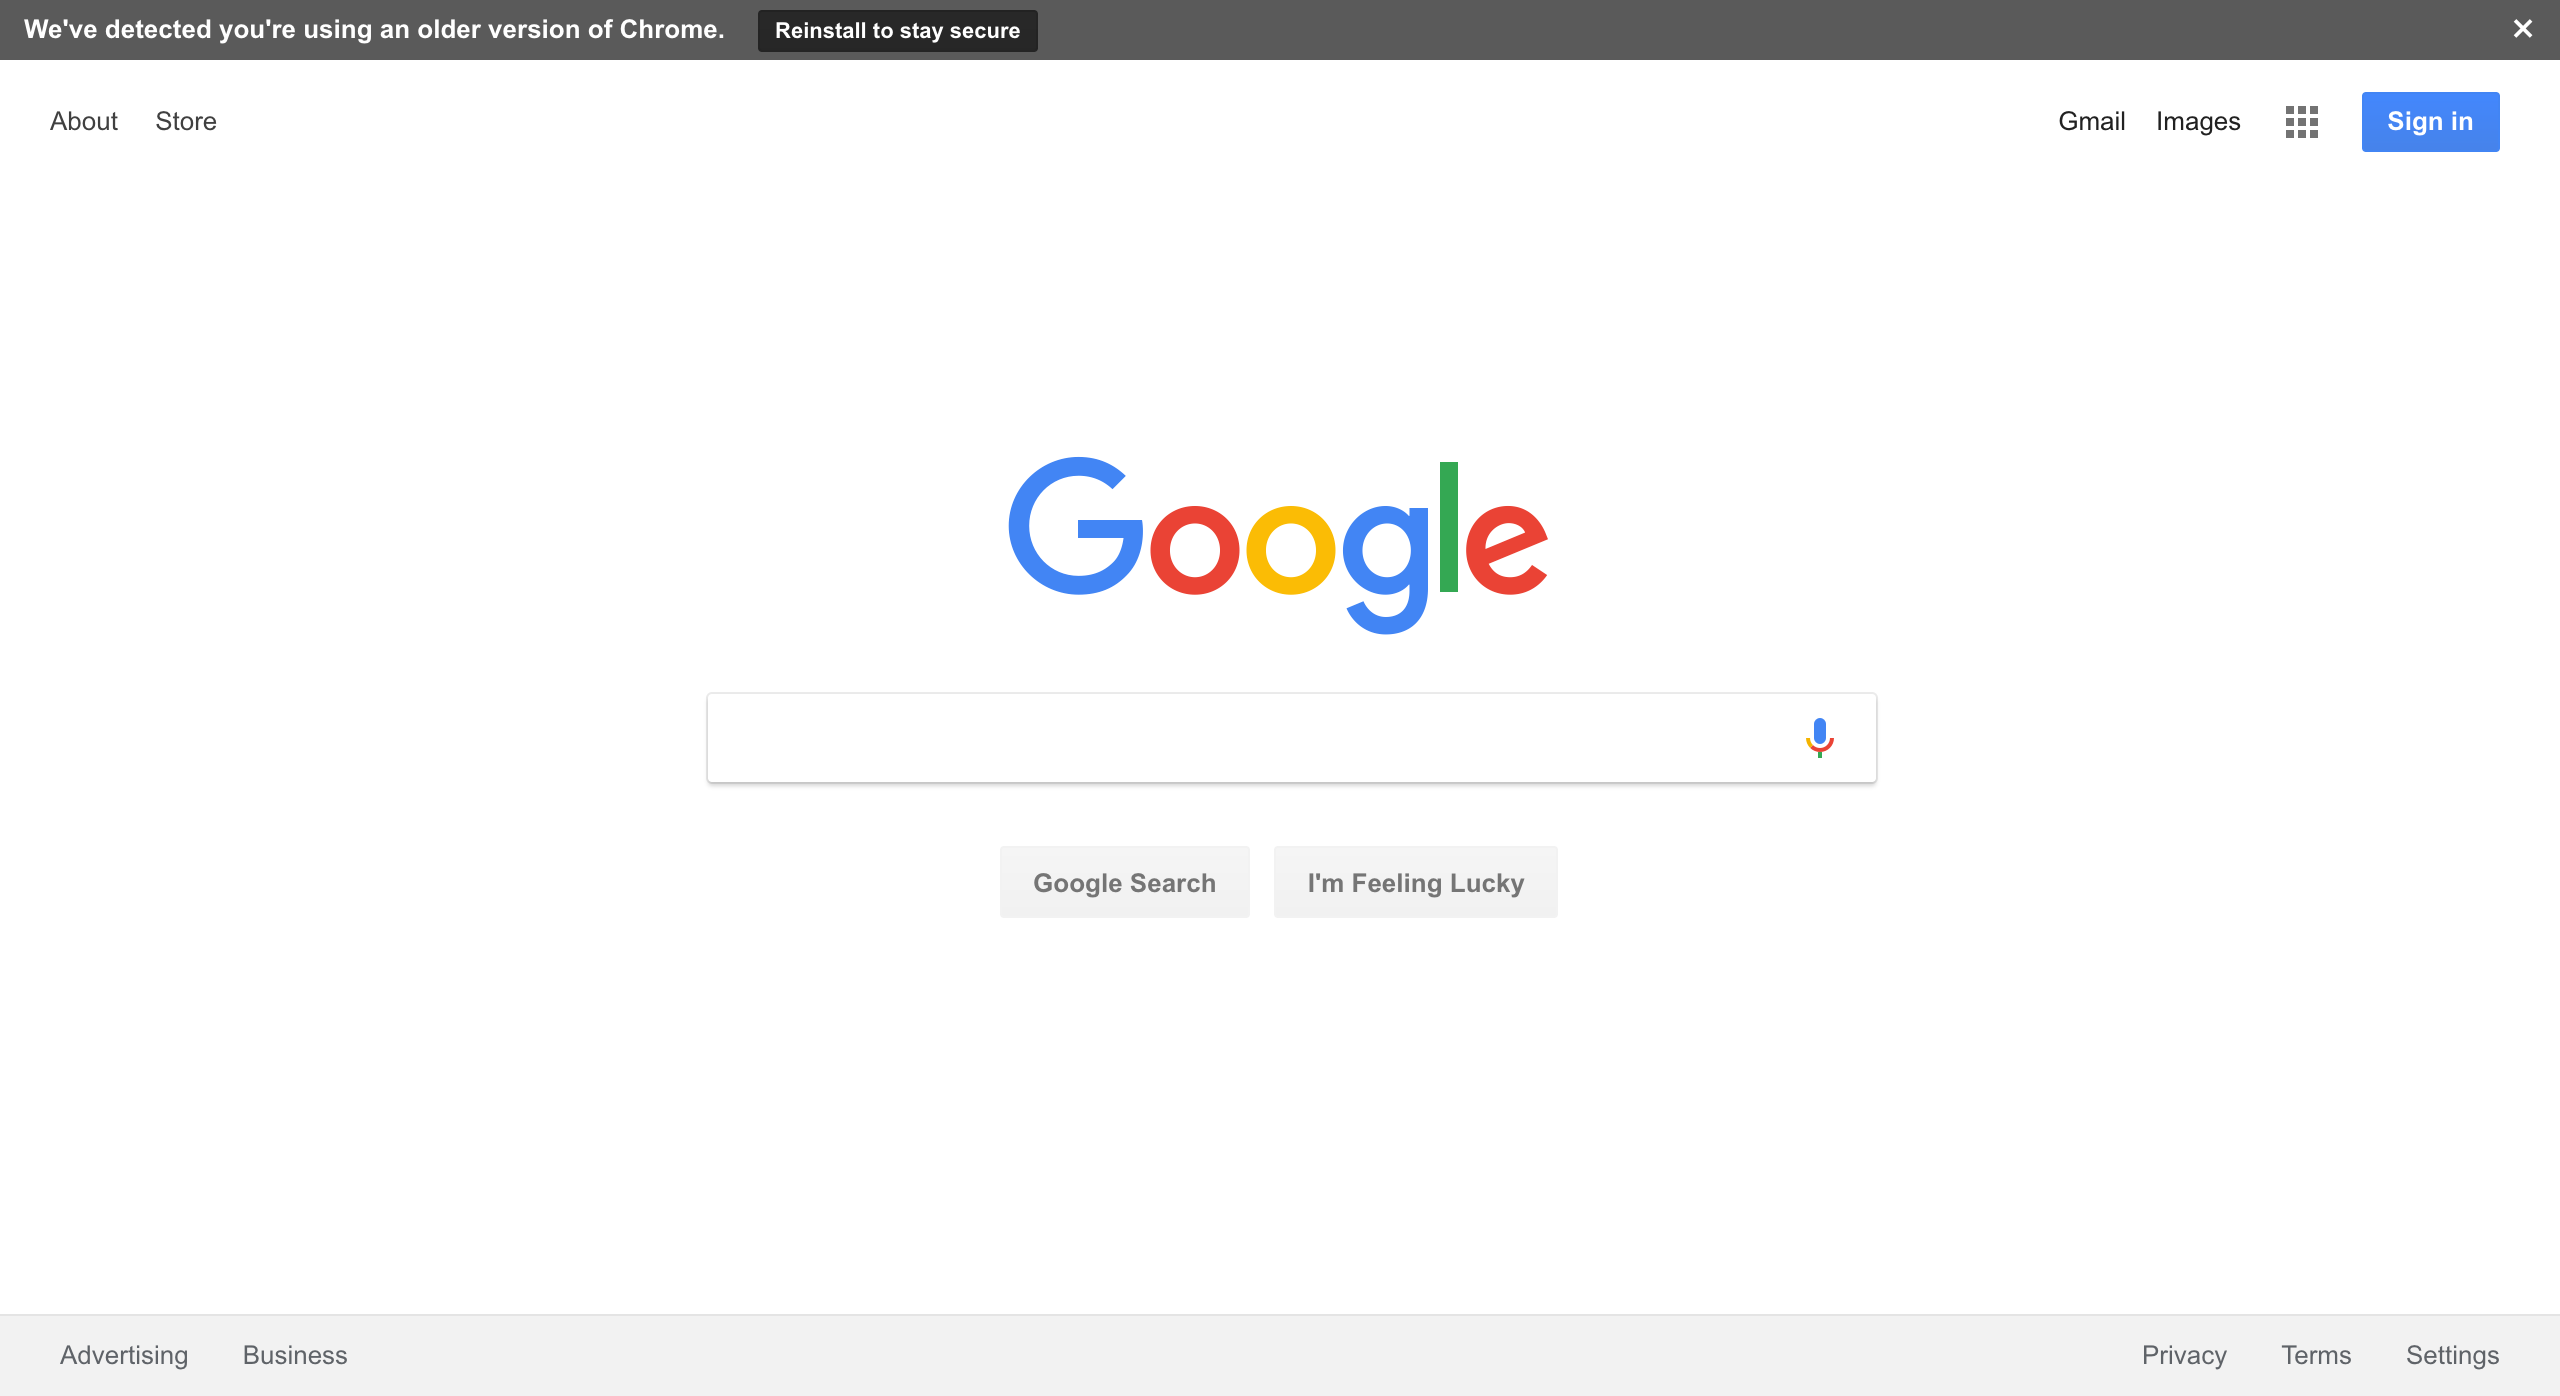 We've detected you're using an older version of Chrome. Reinstall to stay secure
About Store Gmail Images Sign in
Google
Google Search I'm Feeling Lucky
Advertising Business Privacy Terms Settings